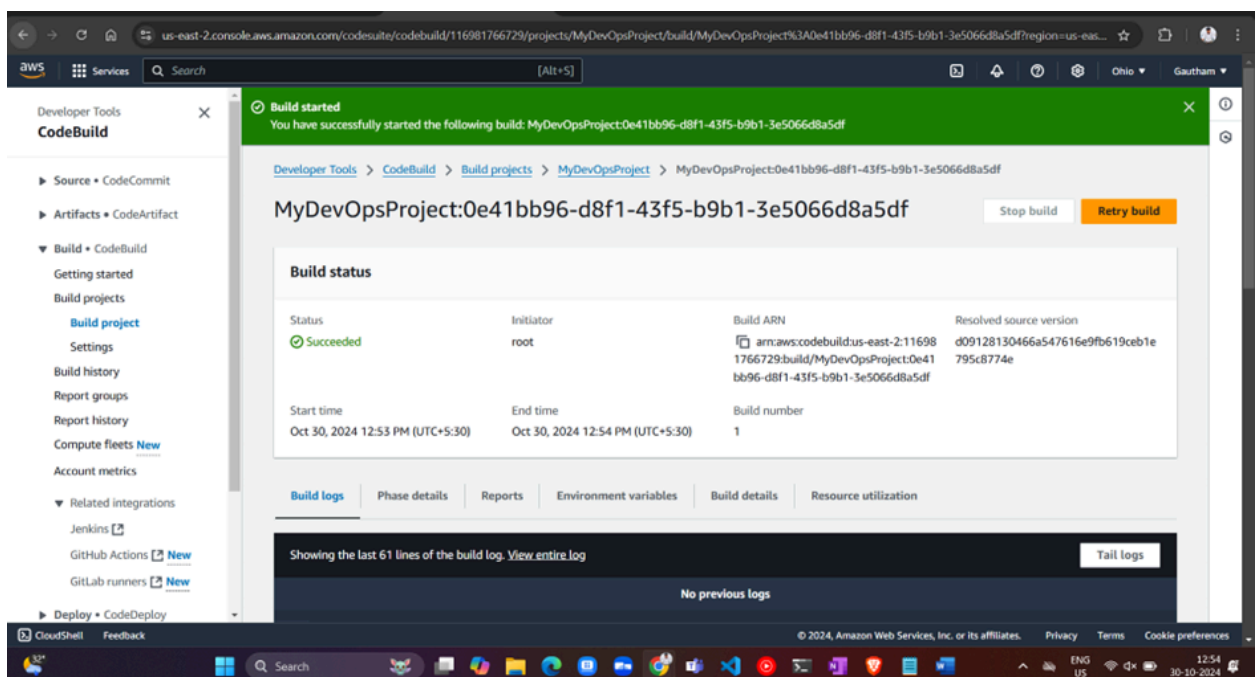 us-east-2.console.aws.amazon.com/codesuite/codebuild/116981766729/projects/MyDevOpsProject/build/MyDevOpsProject%3A0e41bb96-d8f1-43f5-b9b1-3e5066d8a5df?region=us-eas...
aws Services Search [Alt+S] Ohio Gautham
Developer Tools
CodeBuild
Source • CodeCommit
Artifacts • CodeArtifact
Build • CodeBuild
Getting started
Build projects
Build project
Settings
Build history
Report groups
Report history
Compute fleets New
Account metrics
Related integrations
Jenkins
GitHub Actions New
GitLab runners New
Deploy • CodeDeploy
Build started
You have successfully started the following build: MyDevOpsProject:0e41bb96-d8f1-43f5-b9b1-3e5066d8a5df
Developer Tools > CodeBuild > Build projects > MyDevOpsProject > MyDevOpsProject:0e41bb96-d8f1-43f5-b9b1-3e5066d8a5df
MyDevOpsProject:0e41bb96-d8f1-43f5-b9b1-3e5066d8a5df Stop build Retry build
Build status
Status Initiator Build ARN Resolved source version
Succeeded root arn:aws:codebuild:us-east-2:11698 d09128130466a547616e9fb619ceb1e
1766729:build/MyDevOpsProject:0e41 795c8774e
bb96-d8f1-43f5-b9b1-3e5066d8a5df
Start time End time Build number
Oct 30, 2024 12:53 PM (UTC+5:30) Oct 30, 2024 12:54 PM (UTC+5:30) 1
Build logs Phase details Reports Environment variables Build details Resource utilization
Showing the last 61 lines of the build log. View entire log Tail logs
No previous logs
CloudShell Feedback © 2024, Amazon Web Services, Inc. or its affiliates. Privacy Terms Cookie preferences
32° Search ENG 12:54
US 30-10-2024